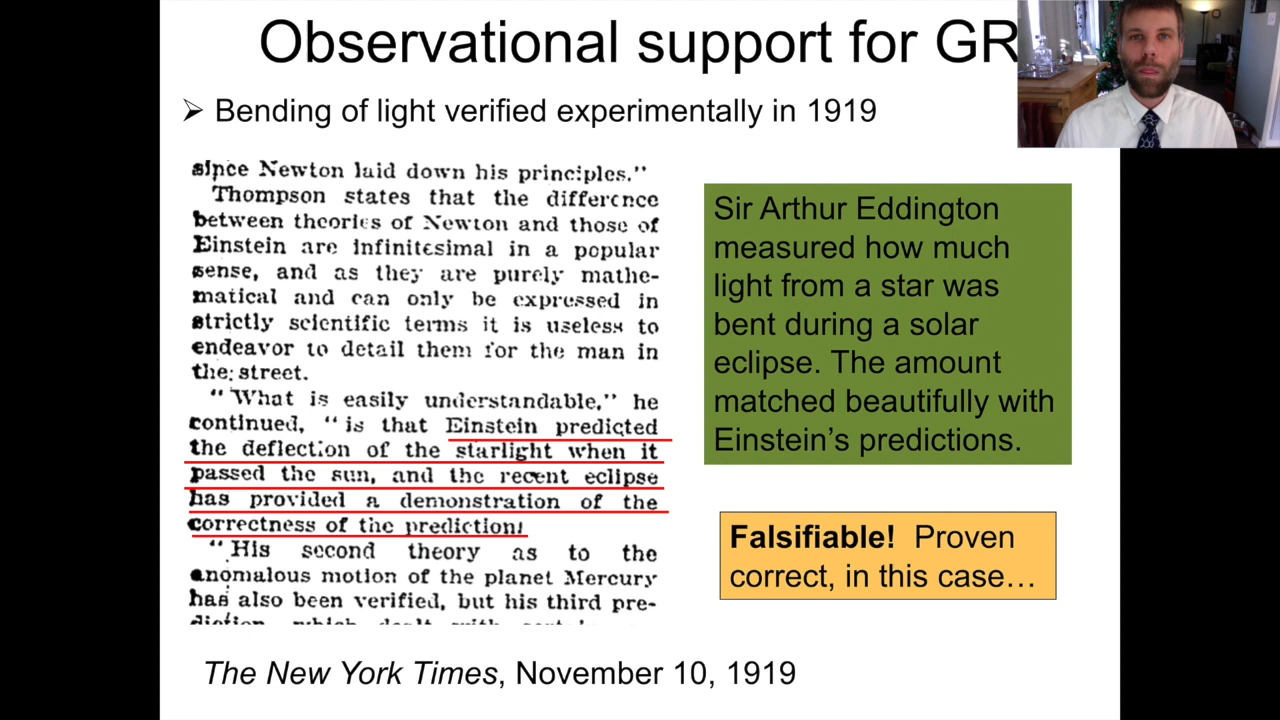 Observational support for GR
➢ Bending of light verified experimentally in 1919
since Newton laid down his principles."
Thompson states that the difference
between theories of Newton and those of
Einstein are infinitesimal in a popular
sense, and as they are purely mathe-
matical and can only be expressed in
strictly scientific terms it is useless to
endeavor to detail them for the man in
the street.
"What is easily understandable," he
continued, "is that Einstein predicted
the deflection of the starlight when it
passed the sun, and the recent eclipse
has provided a demonstration of the
correctness of the prediction.
"His second theory as to the
anomalous motion of the planet Mercury
has also been verified, but his third pre-
diction, which dealt with
Sir Arthur Eddington
measured how much
light from a star was
bent during a solar
eclipse. The amount
matched beautifully with
Einstein's predictions.
Falsifiable! Proven
correct, in this case…
The New York Times, November 10, 1919